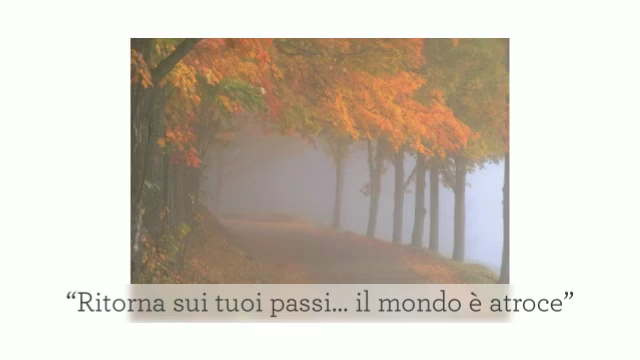 “Ritorna sui tuoi passi... il mondo è atroce”